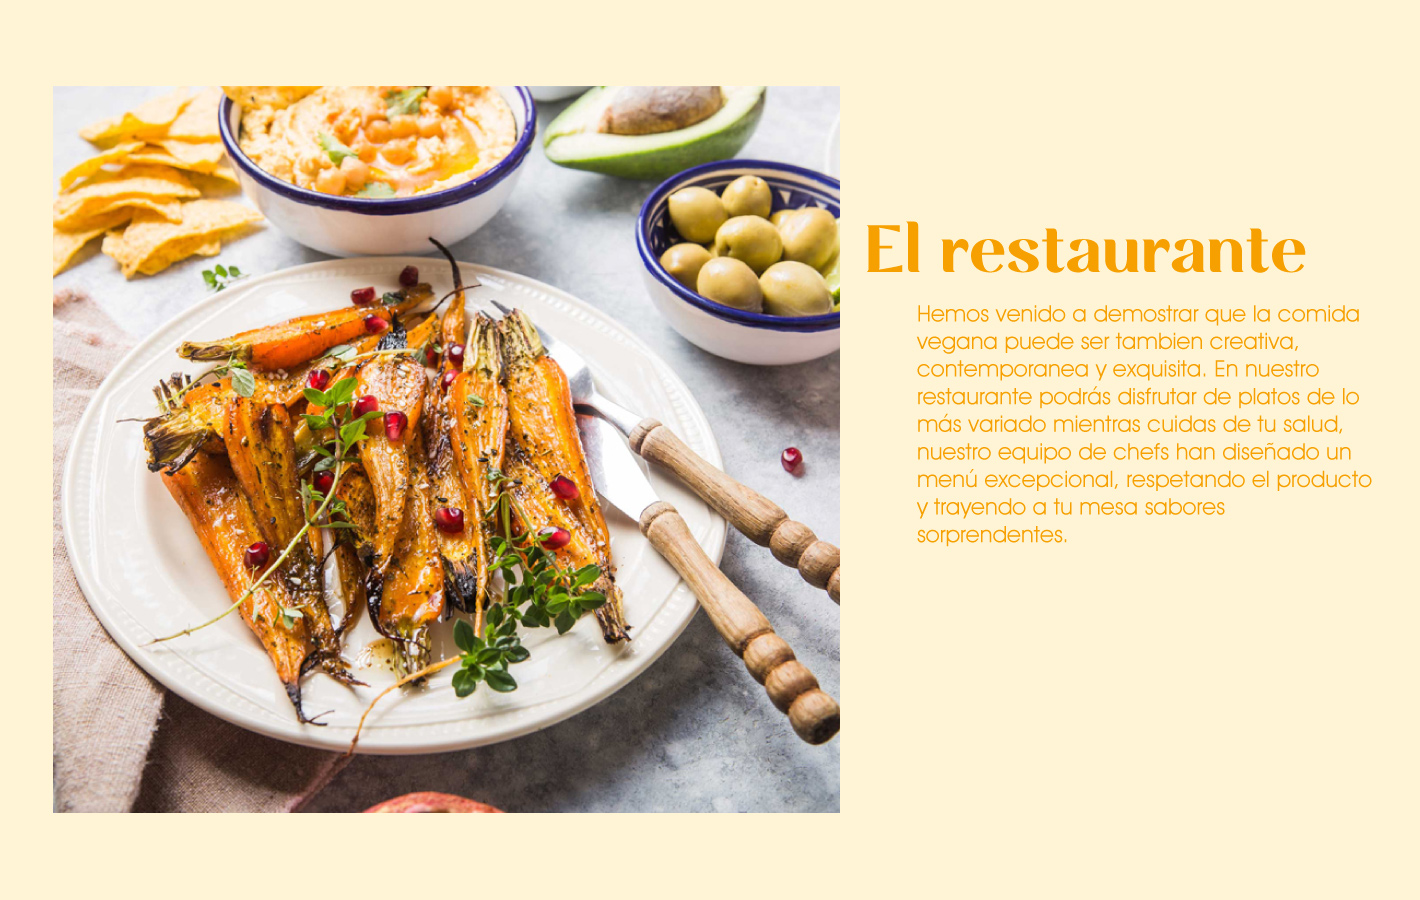 El restaurante
Hemos venido a demostrar que la comida
vegana puede ser tambien creativa,
contemporanea y exquisita. En nuestro
restaurante podrás disfrutar de platos de lo
más variado mientras cuidas de tu salud,
nuestro equipo de chefs han diseñado un
menú excepcional, respetando el producto
y trayendo a tu mesa sabores
sorprendentes.